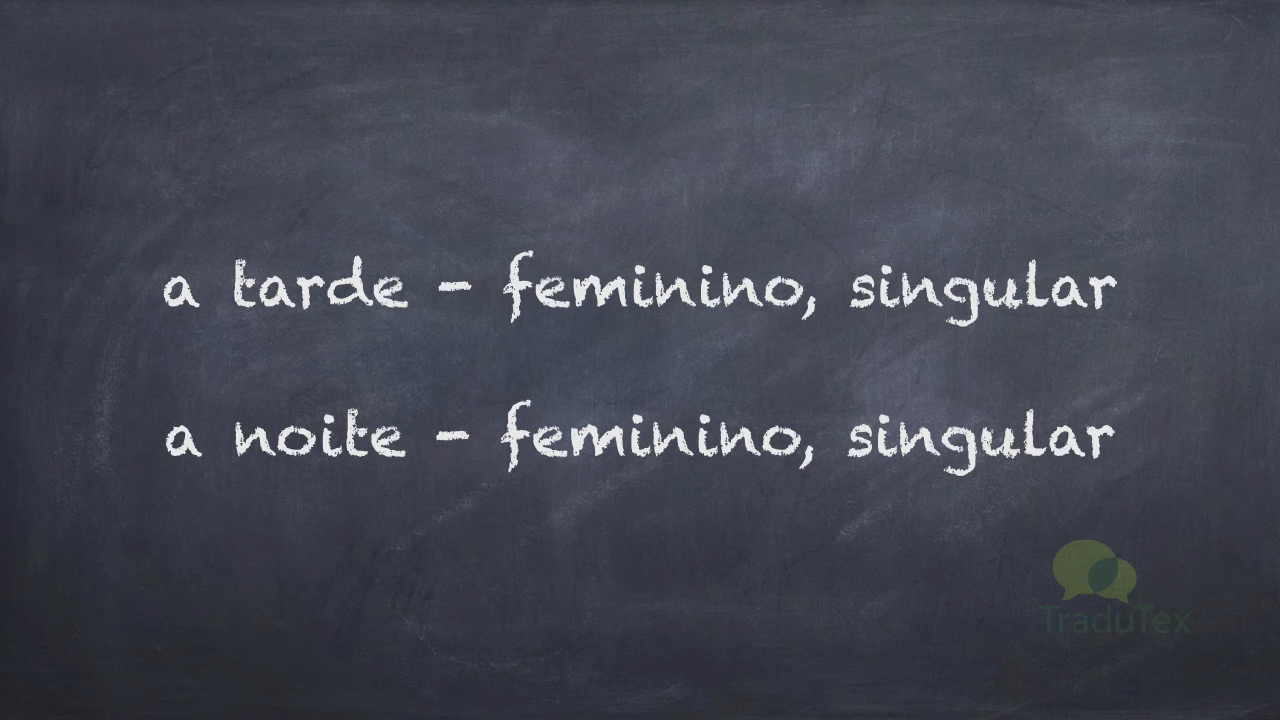 a tarde - feminino, singular
a noite - feminino, singular
TraduTex